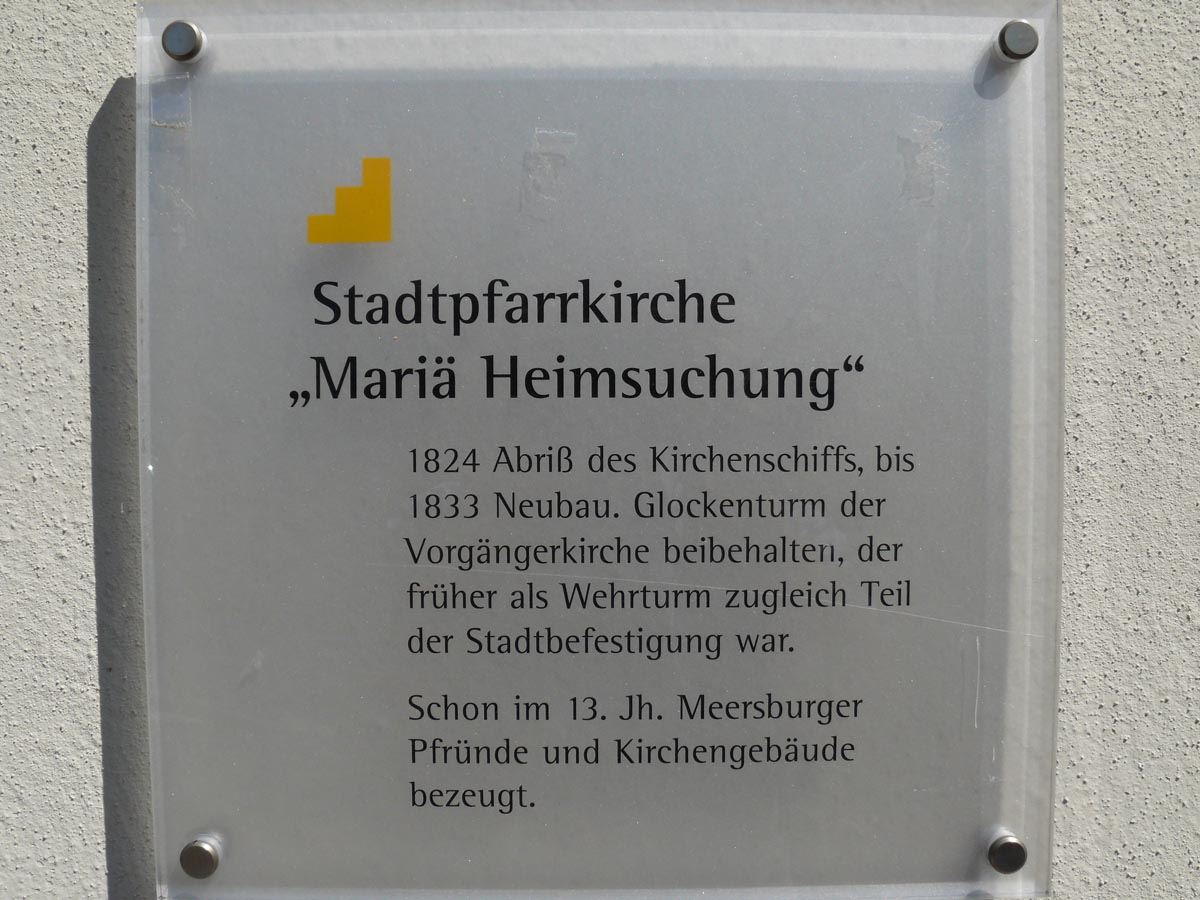 Stadtpfarrkirche
„Mariä Heimsuchung“
1824 Abriß des Kirchenschiffs, bis
1833 Neubau. Glockenturm der
Vorgängerkirche beibehalten, der
früher als Wehrturm zugleich Teil
der Stadtbefestigung war.
Schon im 13. Jh. Meersburger
Pfründe und Kirchengebäude
bezeugt.